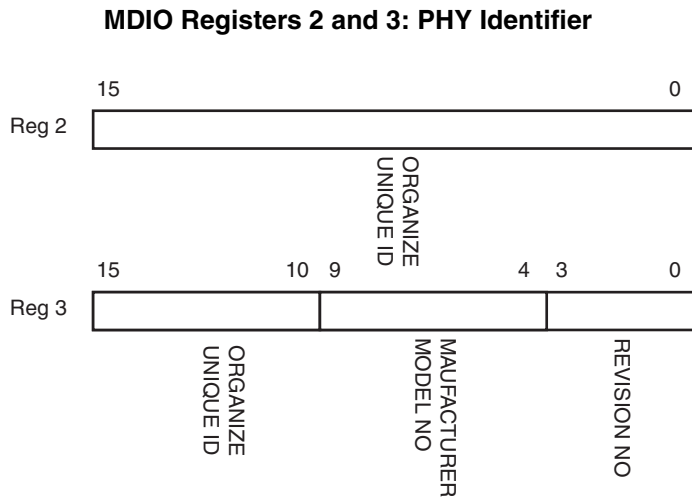 MDIO Registers 2 and 3: PHY Identifier
15 0
Reg 2
ORGANIZE
UNIQUE ID
15 10 9 4 3 0
Reg 3
ORGANIZE
UNIQUE ID
MAUFACTURER
MODEL NO
REVISION NO